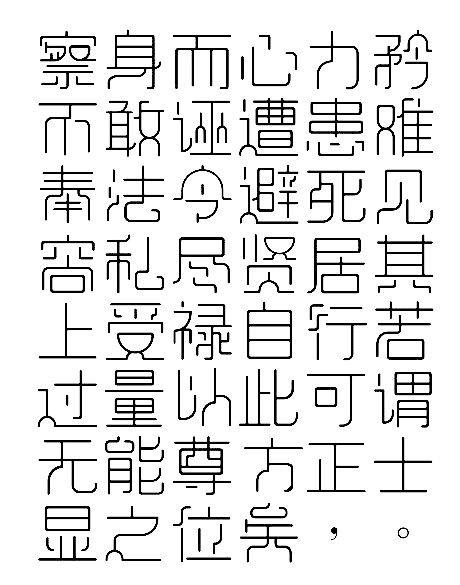 察身而心力矜
不敢诬遭患难
奉法令避死见
容私尽贤居其
上受禄自行若
过量以此可谓
无能尊方正士
显之位矣，。